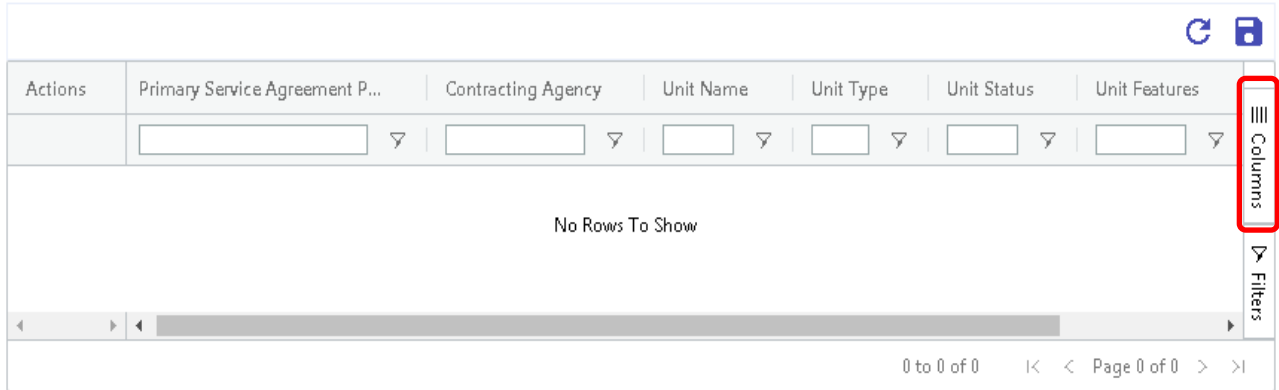 Actions Primary Service Agreement P... Contracting Agency Unit Name Unit Type Unit Status Unit Features
Columns
No Rows To Show
Filters
0 to 0 of 0 Page 0 of 0